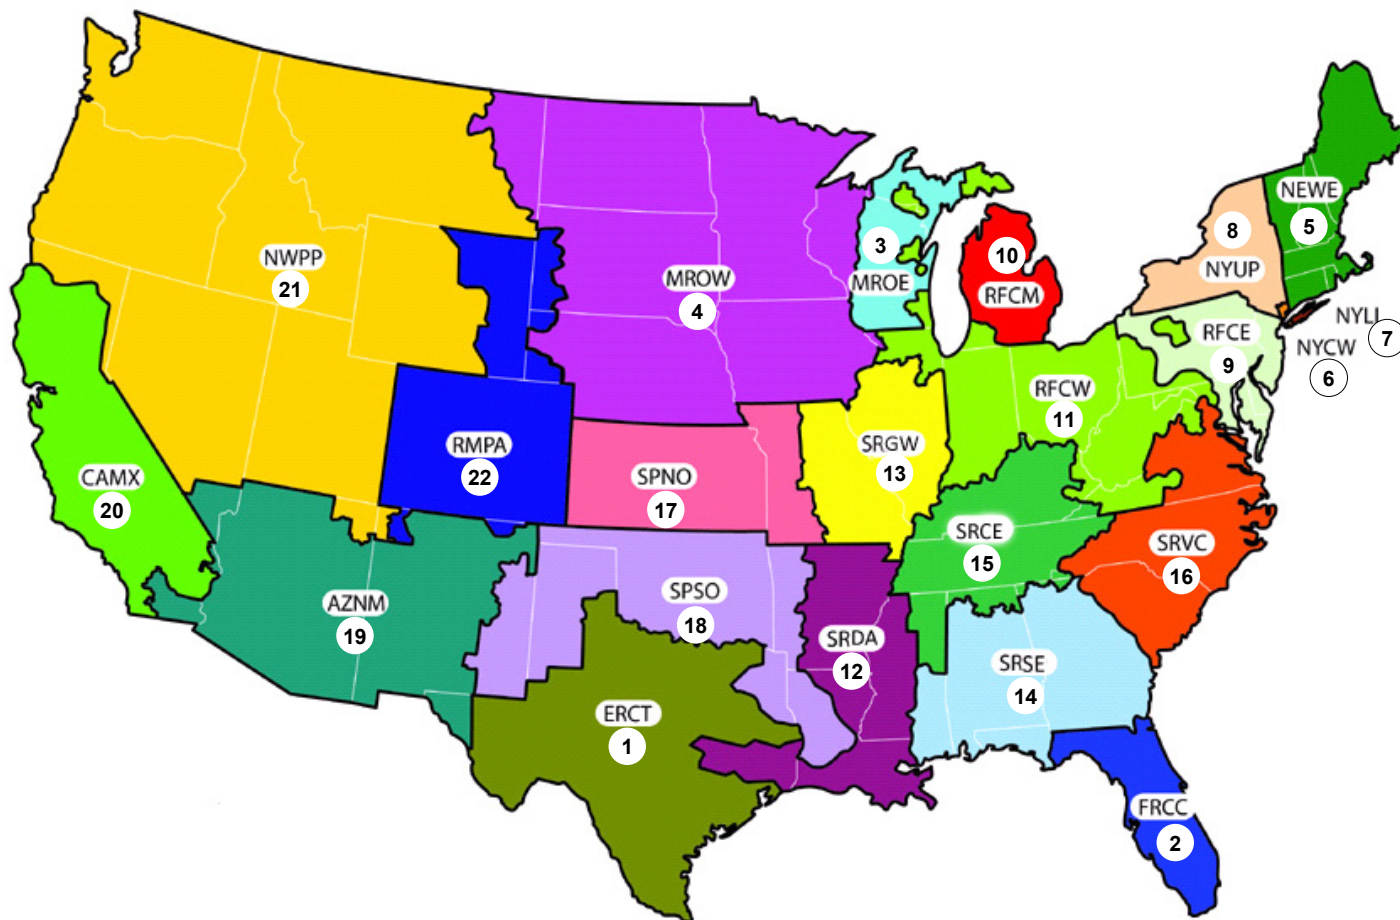 NEWE
5
8
NYUP
3
MROE
10
RFCM
NWPP
21
MROW
4
NYLI
7
NYCW
6
RFCE
9
RFCW
11
RMPA
22
SRGW
13
CAMX
20
SPNO
17
SRCE
15
SRVC
16
AZNM
19
SPSO
18
SRDA
12
SRSE
14
ERCT
1
FRCC
2